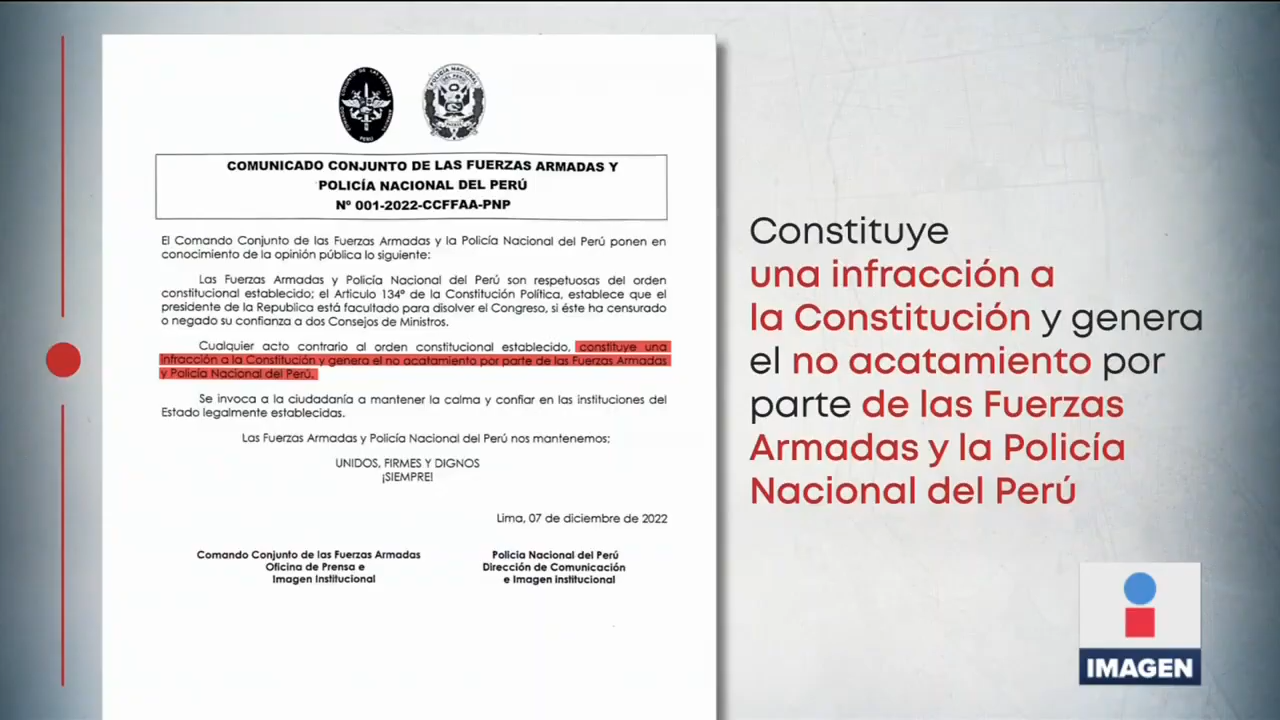 COMUNICADO CONJUNTO DE LAS FUERZAS ARMADAS Y
POLICÍA NACIONAL DEL PERÚ
Nº 001-2022-CCFFAA-PNP
El Comando Conjunto de las Fuerzas Armadas y la Policía Nacional del Perú ponen en
conocimiento de la opinión pública lo siguiente:
Las Fuerzas Armadas y Policía Nacional del Perú son respetuosas del orden
constitucional establecido; el Articulo 134º de la Constitución Política, establece que el
presidente de la Republica está facultado para disolver el Congreso, si éste ha censurado
o negado su confianza a dos Consejos de Ministros.
Cualquier acto contrario al orden constitucional establecido, constituye una
infracción a la Constitución y genera el no acatamiento por parte de las Fuerzas Armadas
y Policía Nacional del Perú.
Se invoca a la ciudadanía a mantener la calma y confiar en las instituciones del
Estado legalmente establecidas.
Las Fuerzas Armadas y Policía Nacional del Perú nos mantenemos:
UNIDOS, FIRMES Y DIGNOS
¡SIEMPRE!
Lima, 07 de diciembre de 2022
Comando Conjunto de las Fuerzas Armadas
Oficina de Prensa e
Imagen Institucional
Policia Nacional del Perú
Dirección de Comunicación
e Imagen institucional
Constituye
una infracción a
la Constitución y genera
el no acatamiento por
parte de las Fuerzas
Armadas y la Policía
Nacional del Perú
IMAGEN